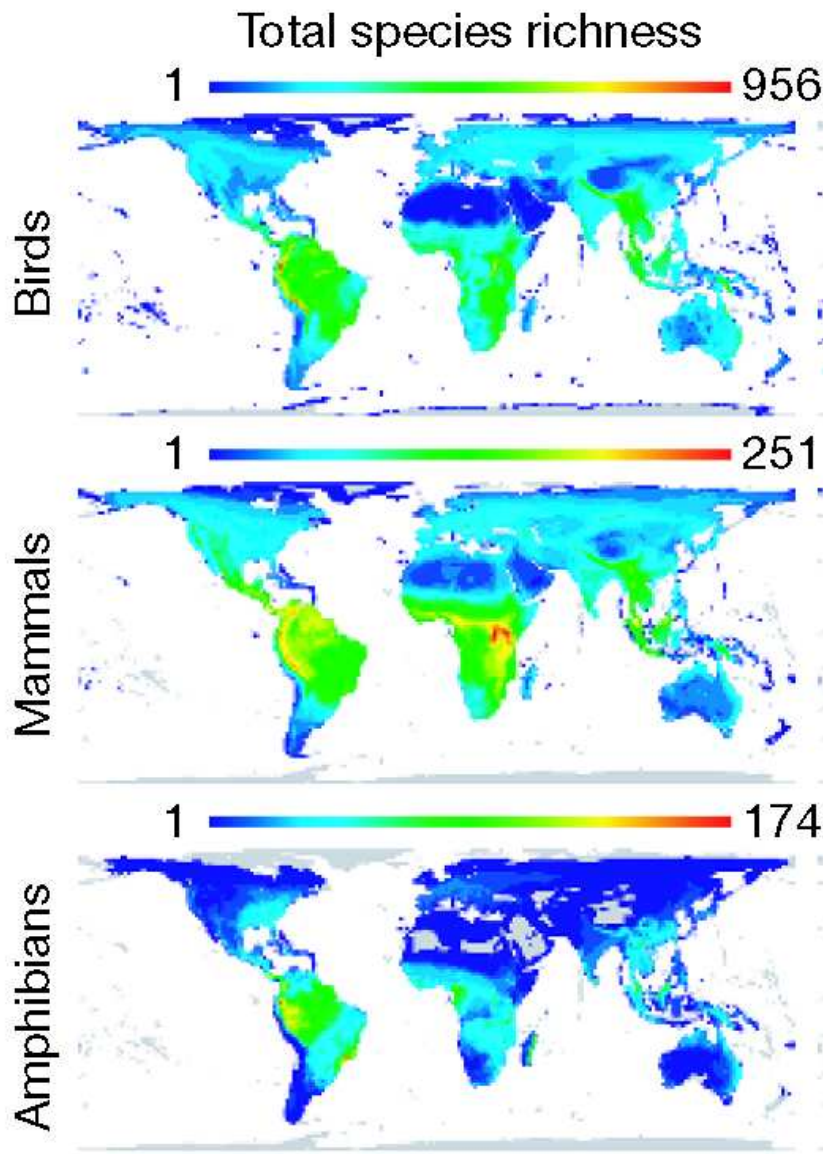 Total species richness
1 956
Birds
1 251
Mammals
1 174
Amphibians